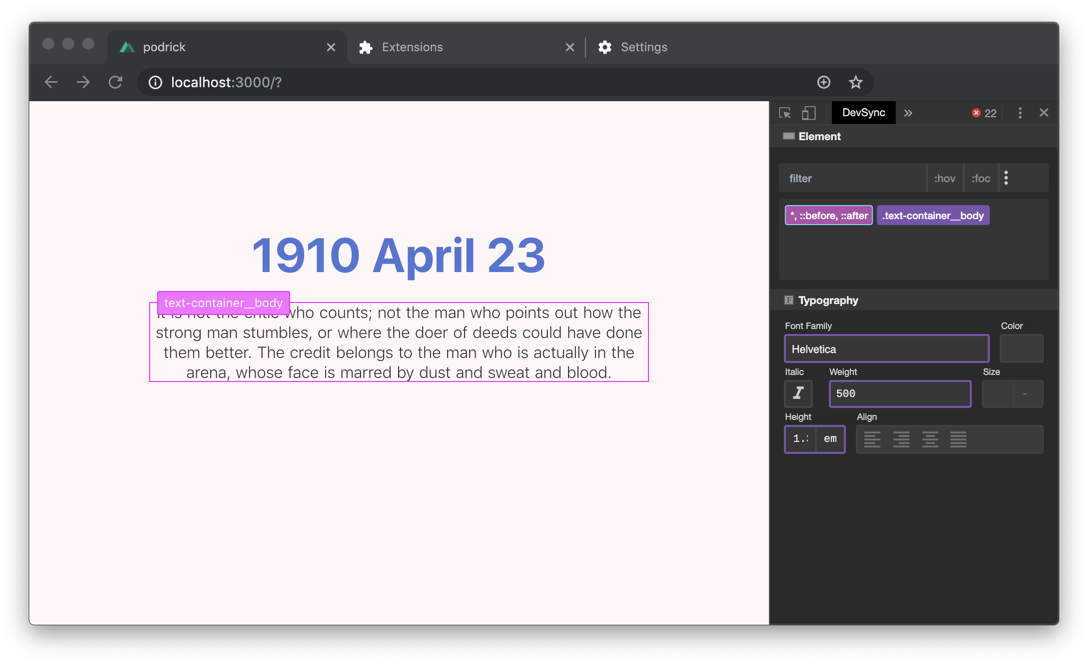 podrick
Extensions
Settings
localhost:3000/?
DevSync
22
Element
filter
:hov
:foc
*, ::before, ::after
.text-container__body
1910 April 23
text-container__body
who counts; not the man who points out how the
strong man stumbles, or where the doer of deeds could have done
them better. The credit belongs to the man who is actually in the
arena, whose face is marred by dust and sweat and blood.
Typography
Font Family
Color
Helvetica
Italic
Weight
Size
I
500
-
Height
Align
1.
em